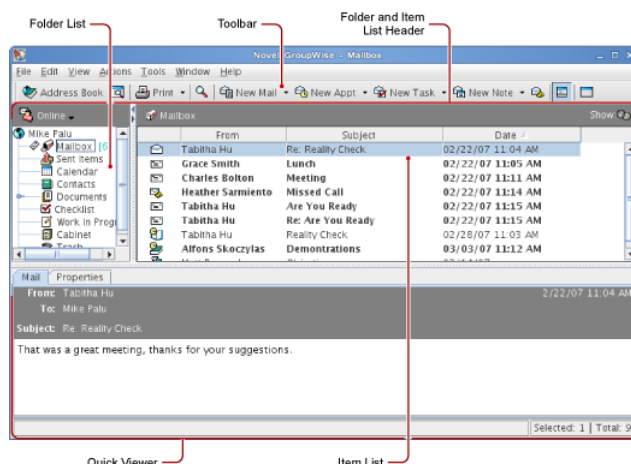 Folder List
Toolbar
Folder and Item
List Header
Novell GroupWise - Mailbox
File Edit View Actions Tools Window Help
Address Book Print New Mail New Appt New Task New Note
Online
Mailbox
Show:
Mike Palu
Mailbox [6
Sent Items
Calendar
Contacts
Documents
Checklist
Work In Prog
Cabinet
Trash
From Subject Date
Tabitha Hu Re: Reality Check 02/22/07 11:04 AM
Grace Smith Lunch 02/22/07 11:05 AM
Charles Bolton Meeting 02/22/07 11:11 AM
Heather Sarmiento Missed Call 02/22/07 11:14 AM
Tabitha Hu Are You Ready 02/22/07 11:15 AM
Tabitha Hu Re: Are You Ready 02/22/07 11:15 AM
Tabitha Hu Reality Check 02/28/07 11:03 AM
Alfons Skoczylas Demontrations 03/03/07 11:12 AM
Mail Properties
From: Tabitha Hu 2/22/07 11:04 AM
To: Mike Palu
Subject: Re: Reality Check
That was a great meeting, thanks for your suggestions.
Selected: 1 Total: 9
Quick Viewer
Item List